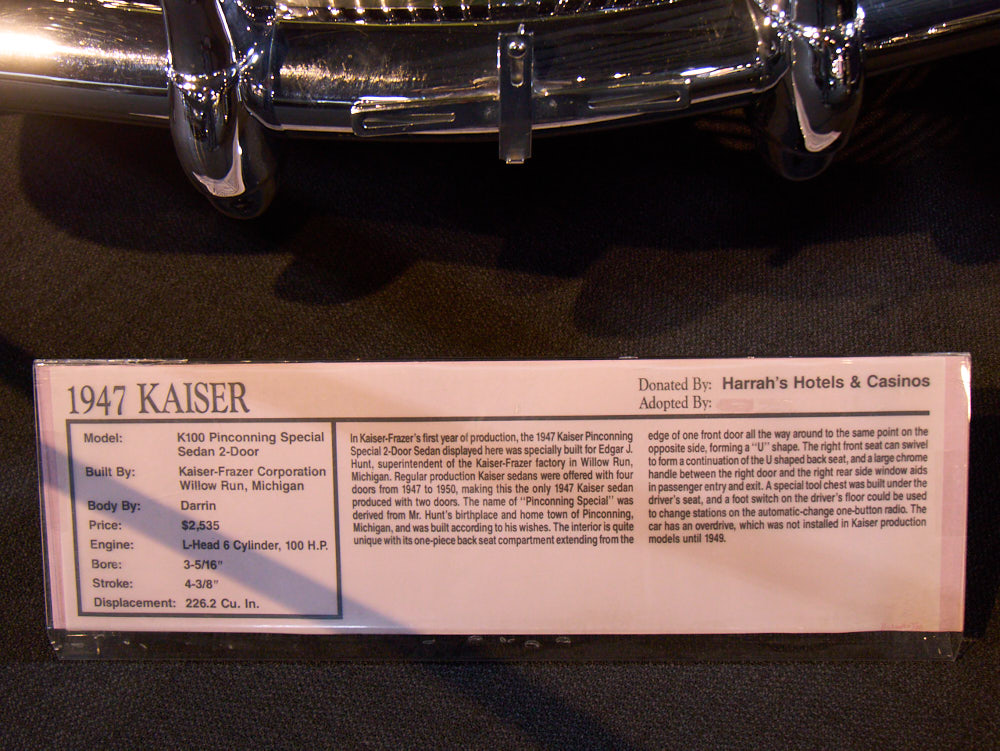 1947 KAISER
Donated By: Harrah's Hotels & Casinos
Adopted By:
Model: K100 Pinconning Special
Sedan 2-Door
Built By: Kaiser-Frazer Corporation
Willow Run, Michigan
Body By: Darrin
Price: $2,535
Engine: L-Head 6 Cylinder, 100 H.P.
Bore: 3-5/16"
Stroke: 4-3/8"
Displacement: 226.2 Cu. In.
In Kaiser-Frazer's first year of production, the 1947 Kaiser Pinconning
Special 2-Door Sedan displayed here was specially built for Edgar J.
Hunt, superintendent of the Kaiser-Frazer factory in Willow Run,
Michigan. Regular production Kaiser sedans were offered with four
doors from 1947 to 1950, making this the only 1947 Kaiser sedan
produced with two doors. The name of "Pinconning Special" was
derived from Mr. Hunt's birthplace and home town of Pinconning,
Michigan, and was built according to his wishes. The interior is quite
unique with its one-piece back seat compartment extending from the
edge of one front door all the way around to the same point on the
opposite side, forming a "U" shape. The right front seat can swivel
to form a continuation of the U shaped back seat, and a large chrome
handle between the right door and the right rear side window aids
in passenger entry and exit. A special tool chest was built under the
driver's seat, and a foot switch on the driver's floor could be used
to change stations on the automatic-change one-button radio. The
car has an overdrive, which was not installed in Kaiser production
models until 1949.